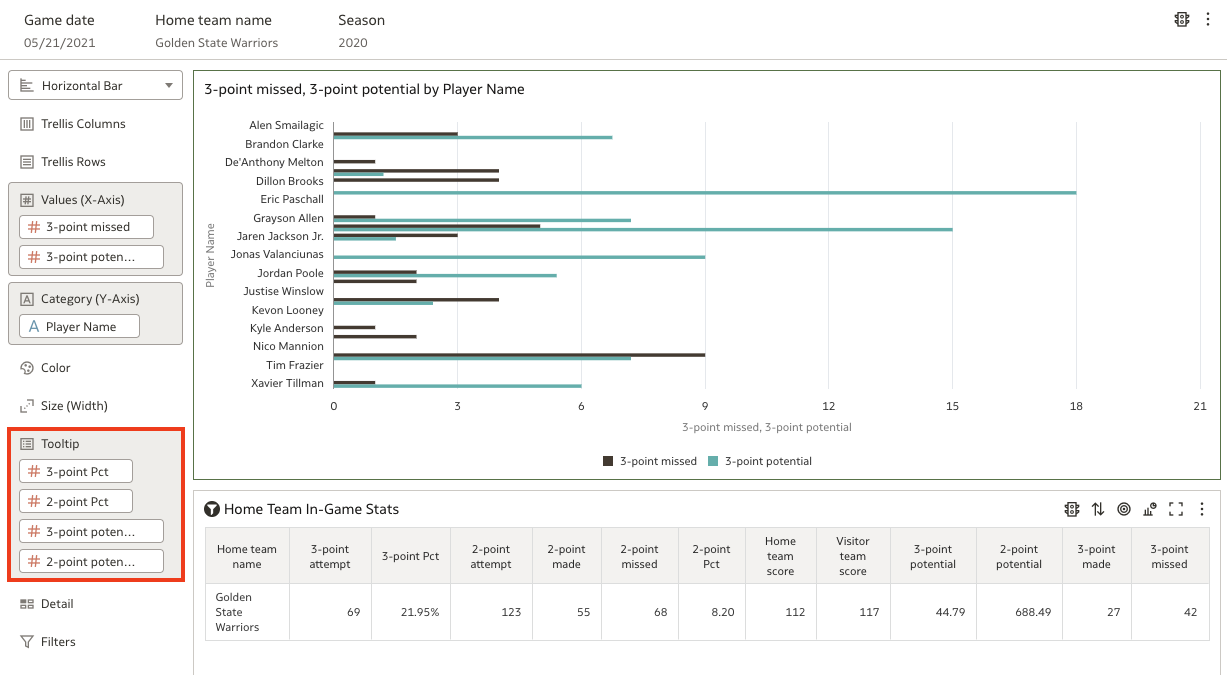 Game date
05/21/2021
Home team name
Golden State Warriors
Season
2020
Horizontal Bar
Trellis Columns
Trellis Rows
Values (X-Axis)
# 3-point missed
# 3-point poten...
Category (Y-Axis)
A Player Name
Color
Size (Width)
Tooltip
# 3-point Pct
# 2-point Pct
# 3-point poten...
# 2-point poten...
Detail
Filters
3-point missed, 3-point potential by Player Name
Player Name
Alen Smailagic
Brandon Clarke
De'Anthony Melton
Dillon Brooks
Eric Paschall
Grayson Allen
Jaren Jackson Jr.
Jonas Valanciunas
Jordan Poole
Justise Winslow
Kevon Looney
Kyle Anderson
Nico Mannion
Tim Frazier
Xavier Tillman
0 3 6 9 12 15 18 21
3-point missed, 3-point potential
3-point missed 3-point potential
Home Team In-Game Stats
Home team name
3-point attempt
3-point Pct
2-point attempt
2-point made
2-point missed
2-point Pct
Home team score
Visitor team score
3-point potential
2-point potential
3-point made
3-point missed
Golden State Warriors
69 21.95% 123 55 68 8.20 112 117 44.79 688.49 27 42